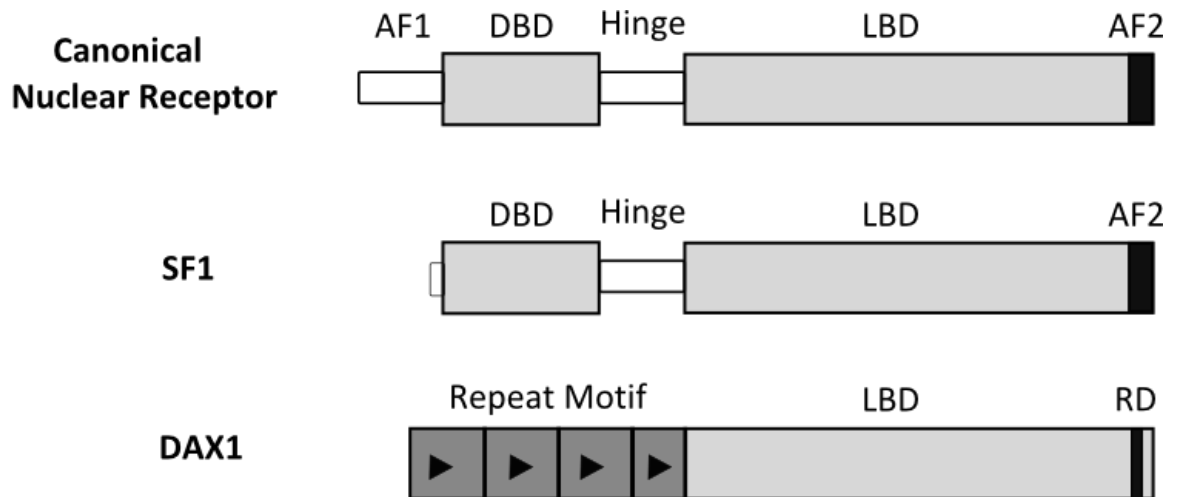 AF1 DBD Hinge LBD AF2
Canonical
Nuclear Receptor
DBD Hinge LBD AF2
SF1
Repeat Motif LBD RD
DAX1